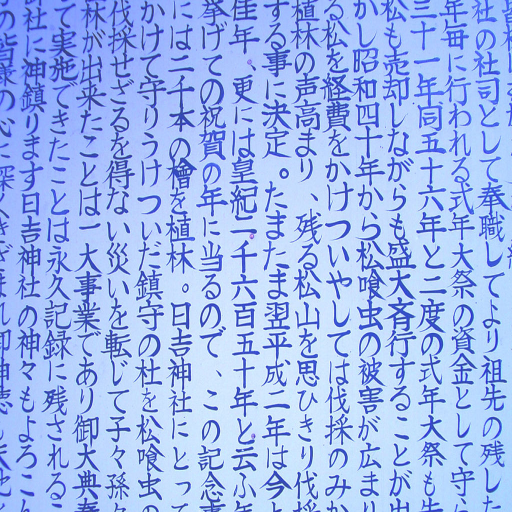 社の社司として奉職してより祖先の残した
年毎に行われる式年大祭の資金として守ら
三十一年同五十六年と二度の式年大祭も先
松も売却しながらも盛大斉行することが出
かし昭和四十年から松喰虫の被害が広まり
る松を経費をかけついやしては伐採のみか
植林の声高まり、残る松山を思ひきり伐採
する事に決定。たまたま翌平成二年は今上
佳年 更には皇紀二千六百五十年と云ふ年
挙げての祝賀の年に当るので、この記念事
には二千本の檜を植林。日吉神社にとって
かけて守りうけついだ鎮守の杜を松喰虫の
伐採せざるを得ない災いを転じて子々孫々
林が出来たことは一大事業であり御大典奉
て実施できたことは永久記録に残されるこ
社に神鎮ります日吉神社の神々もよろこん
の皆様の心に深くきざまれ御神徳